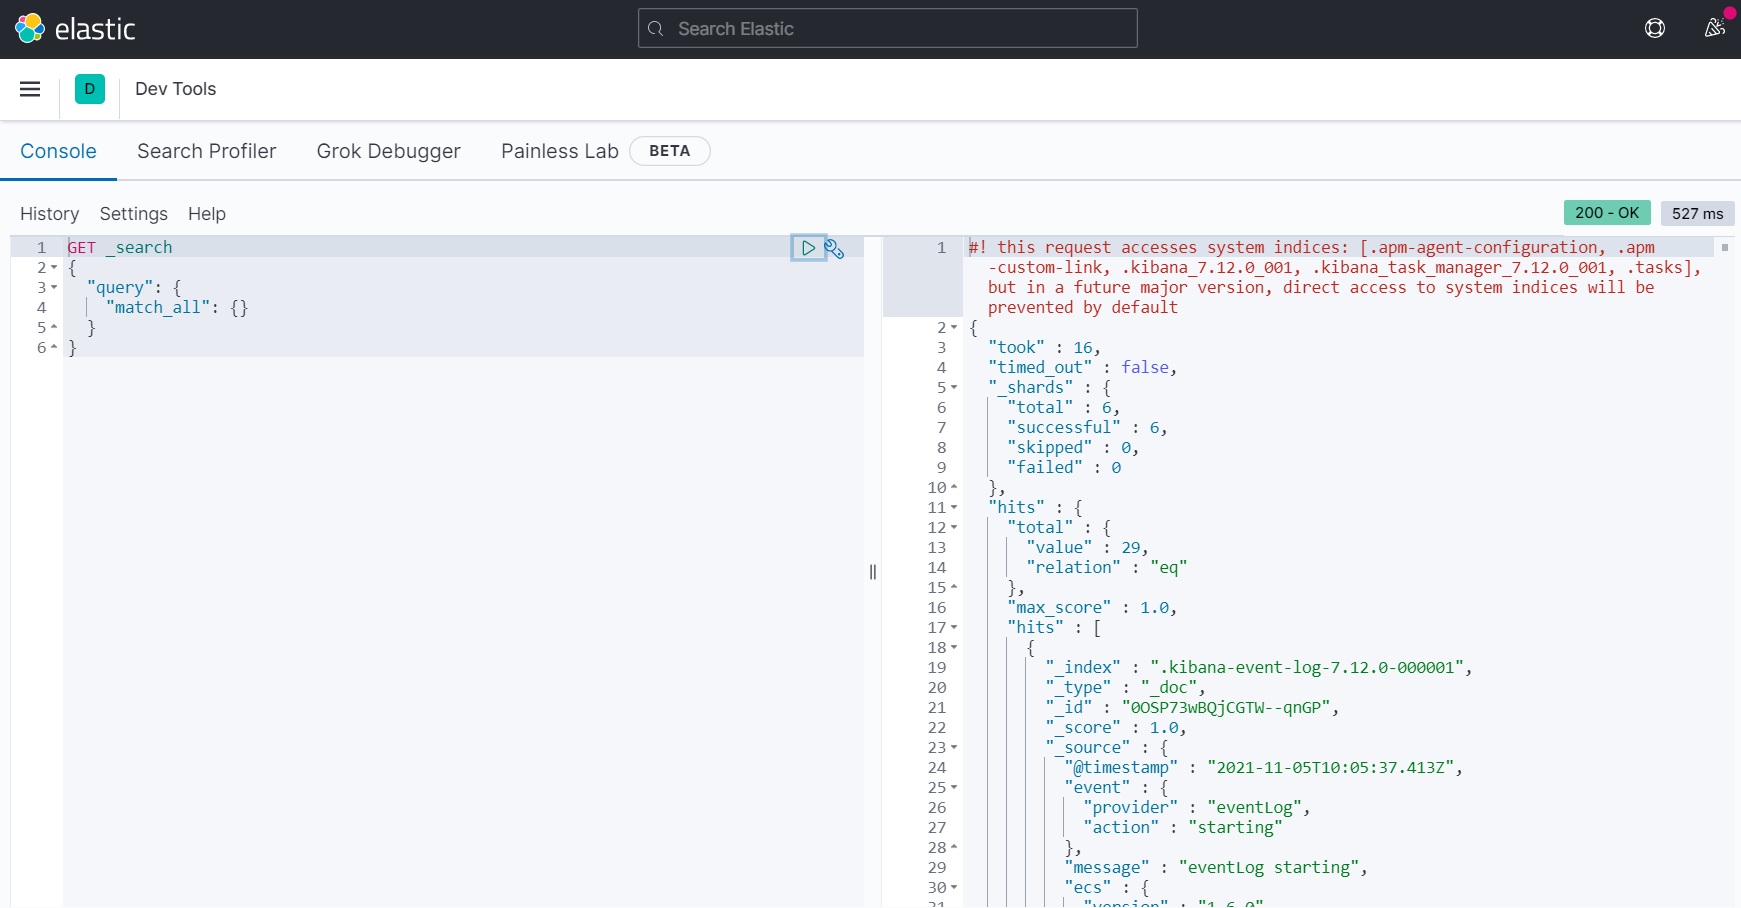 elastic
Search Elastic
D
Dev Tools
Console
Search Profiler
Grok Debugger
Painless Lab
BETA
History
Settings
Help
200 - OK
527 ms
1 GET _search
2 {
3 "query": {
4 "match_all": {}
5 }
6 }
1 #! this request accesses system indices: [.apm-agent-configuration, .apm
-custom-link, .kibana_7.12.0_001, .kibana_task_manager_7.12.0_001, .tasks],
but in a future major version, direct access to system indices will be
prevented by default
2 {
3 "took" : 16,
4 "timed_out" : false,
5 "_shards" : {
6 "total" : 6,
7 "successful" : 6,
8 "skipped" : 0,
9 "failed" : 0
10 },
11 "hits" : {
12 "total" : {
13 "value" : 29,
14 "relation" : "eq"
15 },
16 "max_score" : 1.0,
17 "hits" : [
18 {
19 "_index" : ".kibana-event-log-7.12.0-000001",
20 "_type" : "_doc",
21 "_id" : "0OSP73wBQjCGTW--qnGP",
22 "_score" : 1.0,
23 "_source" : {
24 "@timestamp" : "2021-11-05T10:05:37.413Z",
25 "event" : {
26 "provider" : "eventLog",
27 "action" : "starting"
28 },
29 "message" : "eventLog starting",
30 "ecs" : {
31 "version" : "1.6.0"